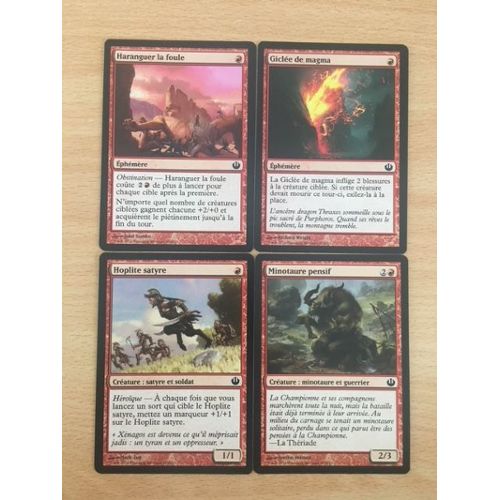 Haranguer la foule
Éphémère
Obstination — Haranguer la foule
coûte 2 de plus à lancer pour
chaque cible après la première.
N'importe quel nombre de créatures
ciblées gagnent chacune +2/+0 et
acquièrent le piétinement jusqu'à la
fin du tour.
Giclée de magma
Éphémère
La Giclée de magma inflige 2 blessures
à la créature ciblée. Si cette créature
devait mourir ce tour-ci, exilez-la à la
place.
L'ancêtre dragon Thraxes sommeille sous le
pic sacré de Purphoros. Quand ses rêves le
troublent, la montagne tremble.
Hoplite satyre
Créature : satyre et soldat
Héroïque — À chaque fois que vous
lancez un sort qui cible le Hoplite
satyre, mettez un marqueur +1/+1
sur le Hoplite satyre.
« Xénagos est devenu ce qu'il méprisait
jadis : un tyran et un oppresseur. »
1/1
Minotaure pensif
2
Créature : minotaure et guerrier
La Championne et ses compagnons
marchèrent toute la nuit, mais la bataille
était déjà terminée à leur arrivée. Au
milieu du carnage se tenait un minotaure
solitaire, perdu dans ce qui parut être des
pensées à la Championne.
—La Thériade
2/3